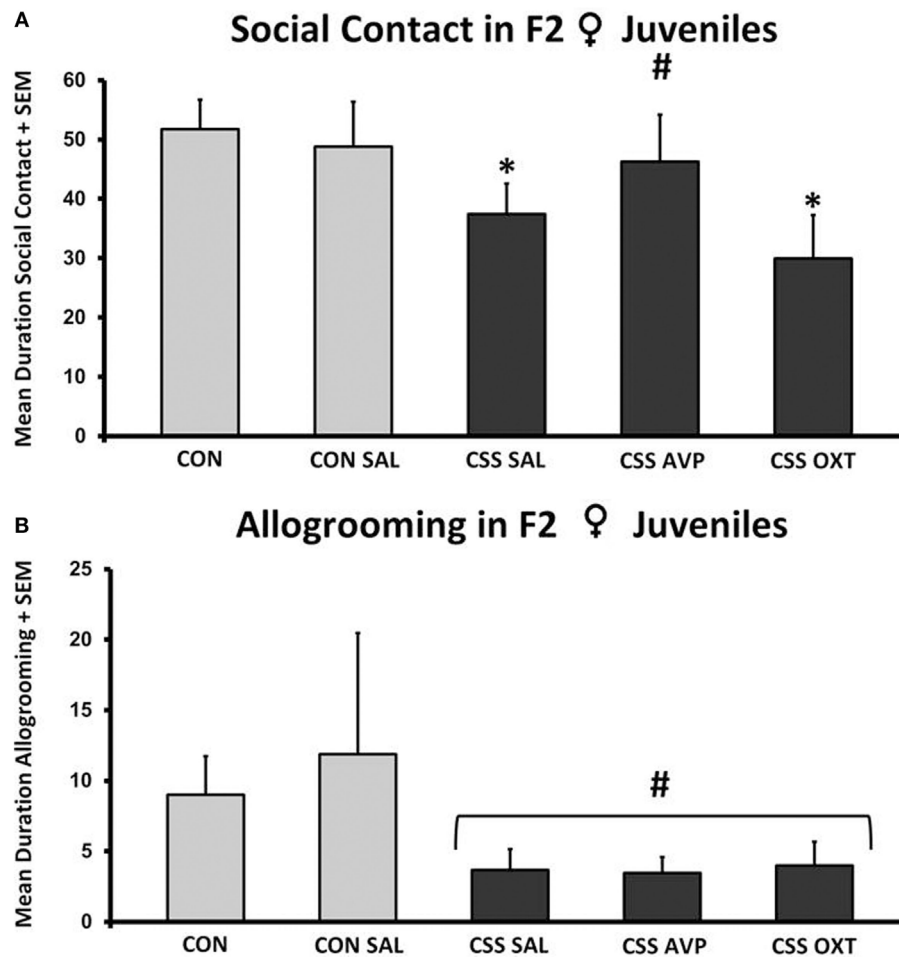 A
Social Contact in F2 ♀ Juveniles
Mean Duration Social Contact + SEM
60
50
40
30
20
10
0
*
#
*
CON
CON SAL
CSS SAL
CSS AVP
CSS OXT
B
Allogrooming in F2 ♀ Juveniles
Mean Duration Allogrooming + SEM
25
20
15
10
5
0
#
CON
CON SAL
CSS SAL
CSS AVP
CSS OXT